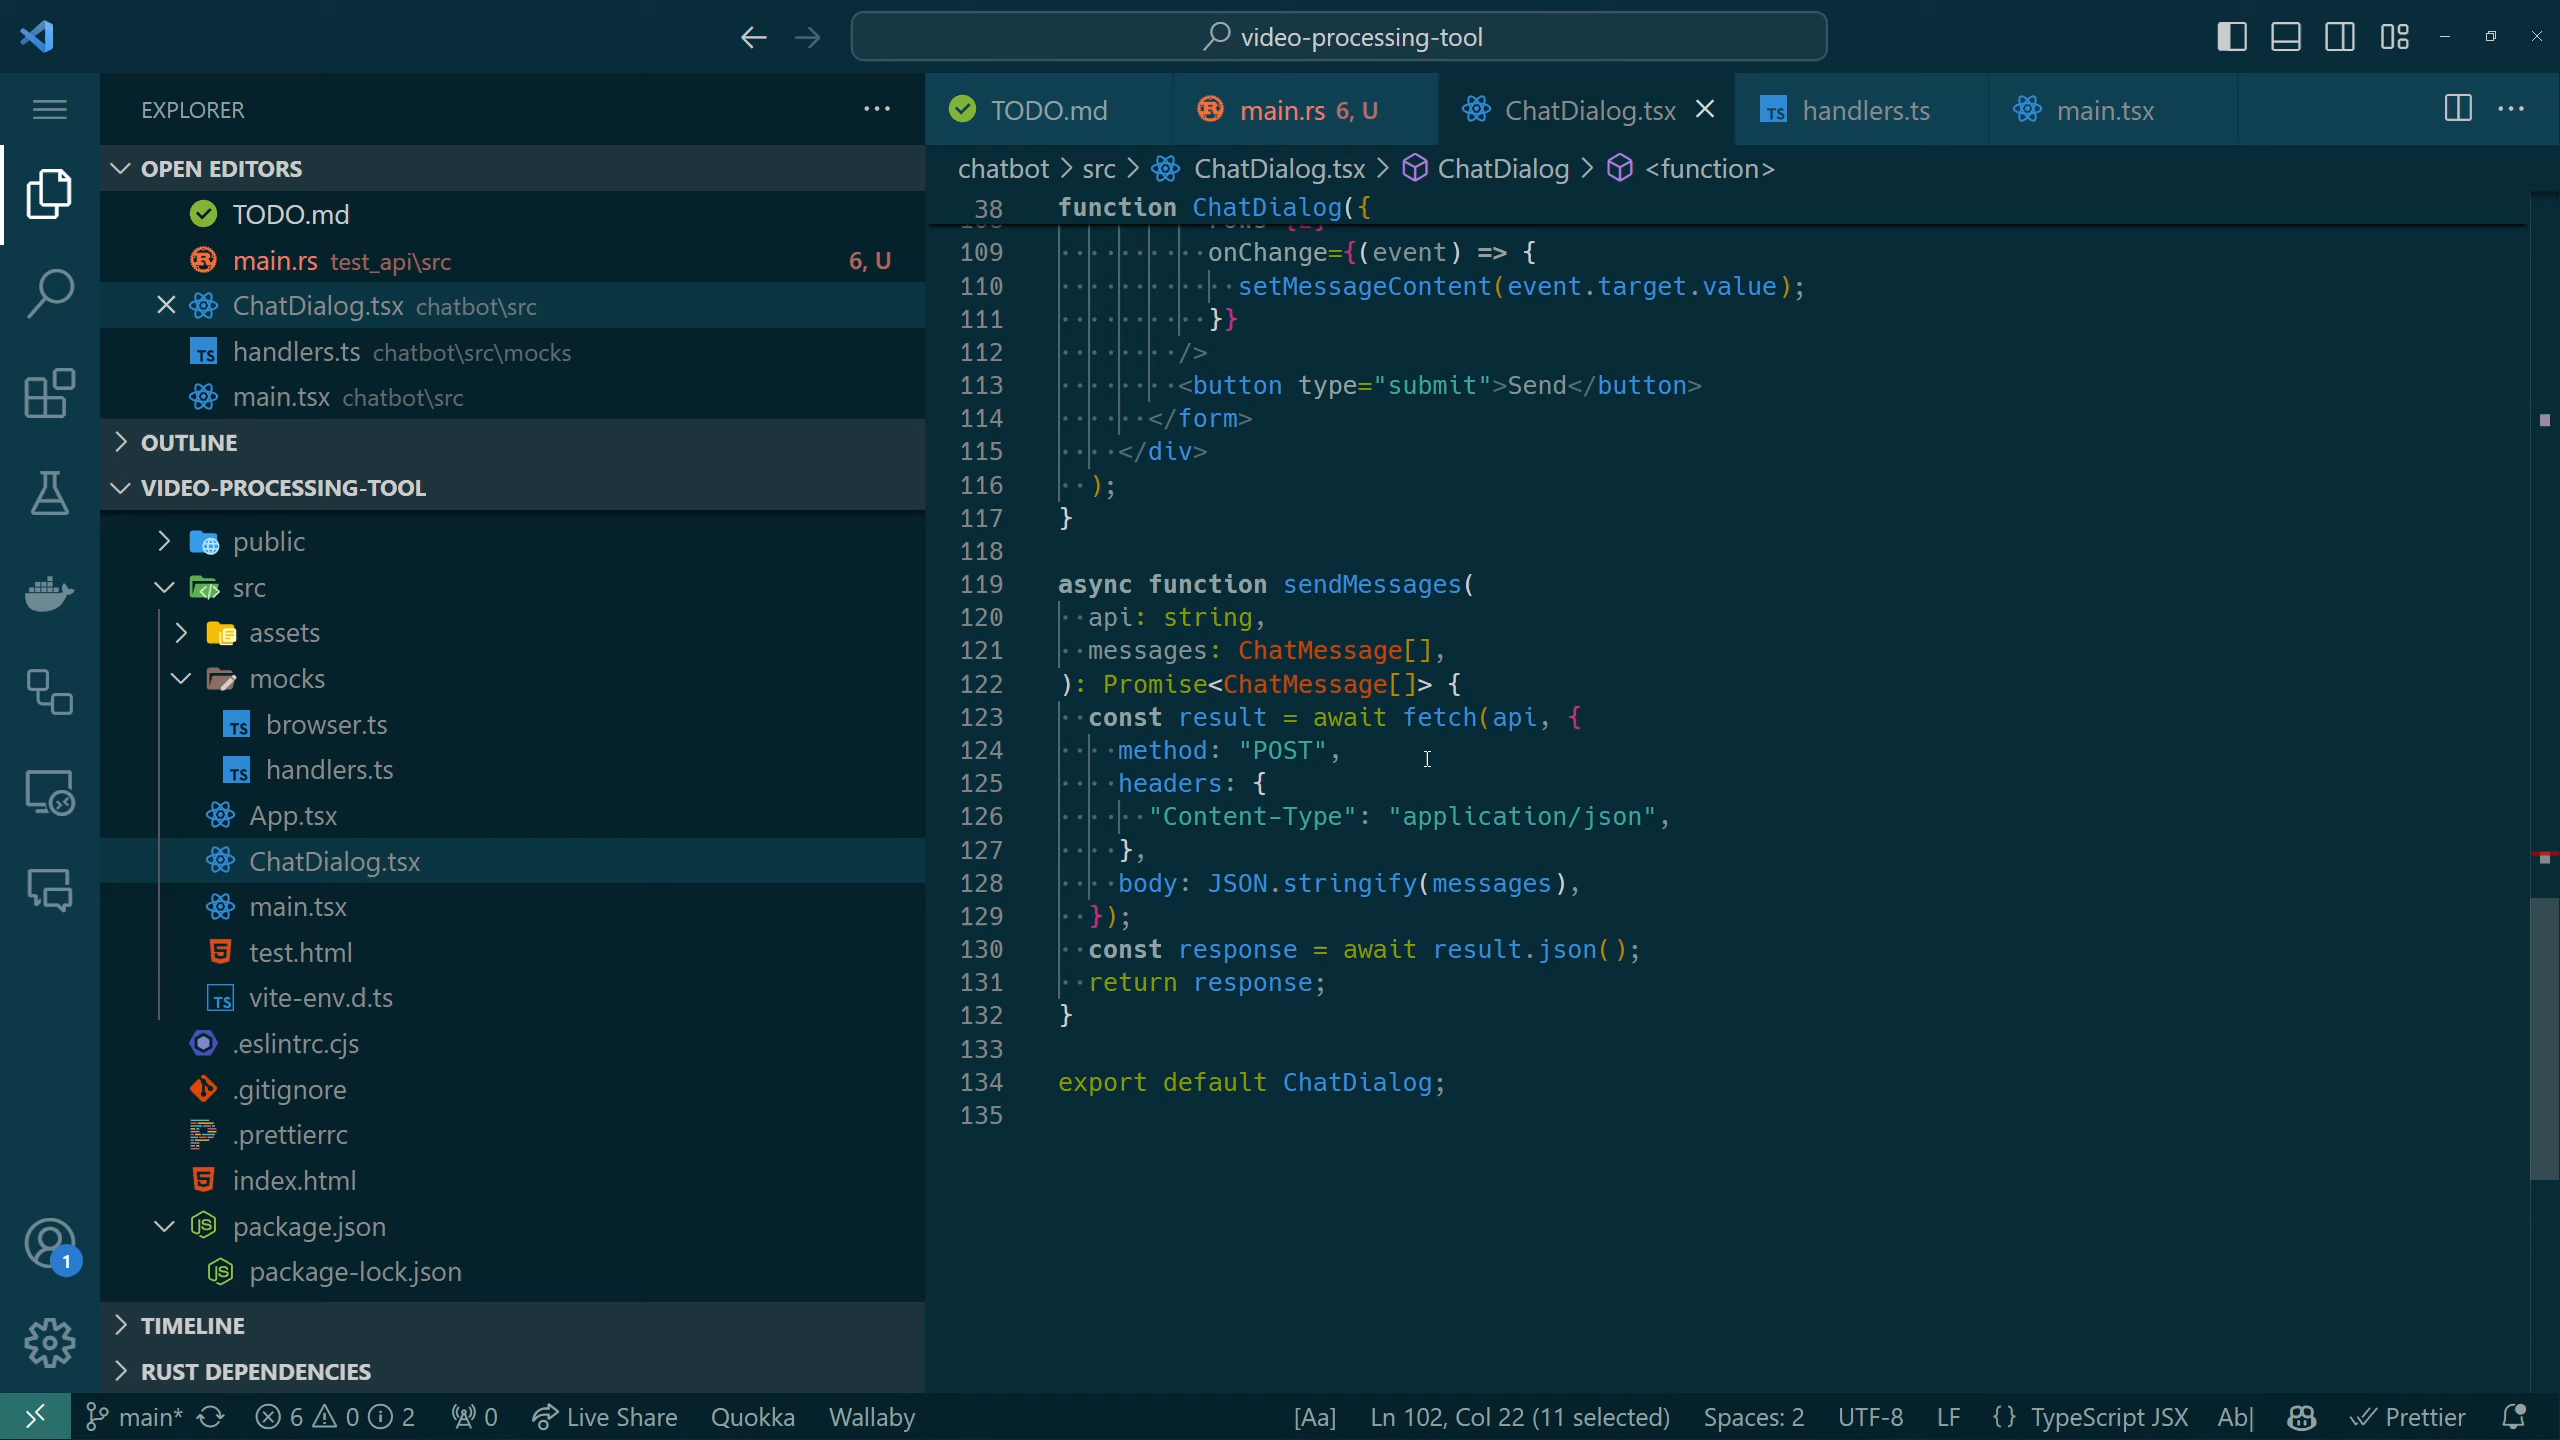 video-processing-tool
EXPLORER
OPEN EDITORS
TODO.md
main.rs test_api\src 6, U
ChatDialog.tsx chatbot\src
TS handlers.ts chatbot\src\mocks
main.tsx chatbot\src
OUTLINE
VIDEO-PROCESSING-TOOL
public
src
assets
mocks
TS browser.ts
TS handlers.ts
App.tsx
ChatDialog.tsx
main.tsx
test.html
TS vite-env.d.ts
.eslintrc.cjs
.gitignore
.prettierrc
index.html
package.json
package-lock.json
TIMELINE
RUST DEPENDENCIES
1
TODO.md main.rs 6, U ChatDialog.tsx TS handlers.ts main.tsx
chatbot > src > ChatDialog.tsx > ChatDialog > <function>
38 function ChatDialog({
109 onChange={(event) => {
110 setMessageContent(event.target.value);
111 }}
112 />
113 <button type="submit">Send</button>
114 </form>
115 </div>
116 );
117 }
118
119 async function sendMessages(
120 api: string,
121 messages: ChatMessage[],
122 ): Promise<ChatMessage[]> {
123 const result = await fetch(api, {
124 method: "POST",
125 headers: {
126 "Content-Type": "application/json",
127 },
128 body: JSON.stringify(messages),
129 });
130 const response = await result.json();
131 return response;
132 }
133
134 export default ChatDialog;
135
main* 6 0 2 0 Live Share Quokka Wallaby [Aa] Ln 102, Col 22 (11 selected) Spaces: 2 UTF-8 LF {} TypeScript JSX Ab| Prettier